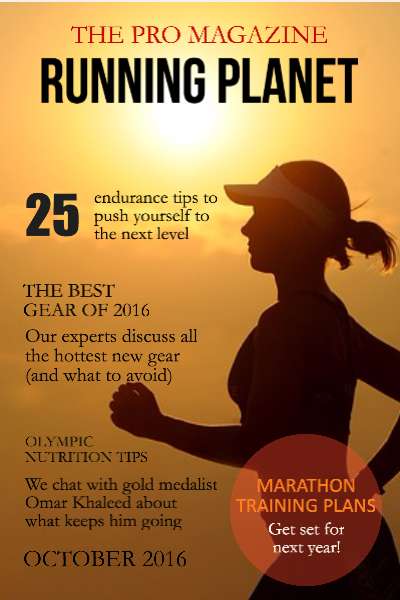 THE PRO MAGAZINE
RUNNING PLANET
25
endurance tips to
push yourself to
the next level
THE BEST
GEAR OF 2016
Our experts discuss all
the hottest new gear
(and what to avoid)
OLYMPIC
NUTRITION TIPS
We chat with gold medalist
Omar Khaleed about
what keeps him going
OCTOBER 2016
MARATHON
TRAINING PLANS
Get set for
next year!